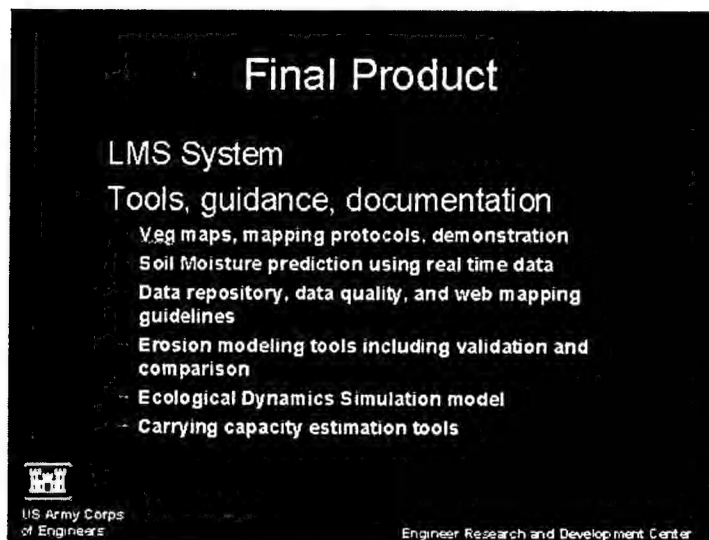 Final Product
LMS System
Tools, guidance, documentation
Veg maps, mapping protocols, demonstration
Soil Moisture prediction using real time data
Data repository, data quality, and web mapping
guidelines
Erosion modeling tools including validation and
comparison
- Ecological Dynamics Simulation model
- Carrying capacity estimation tools
US Army Corps
of Engineers
Engineer Research and Development Center